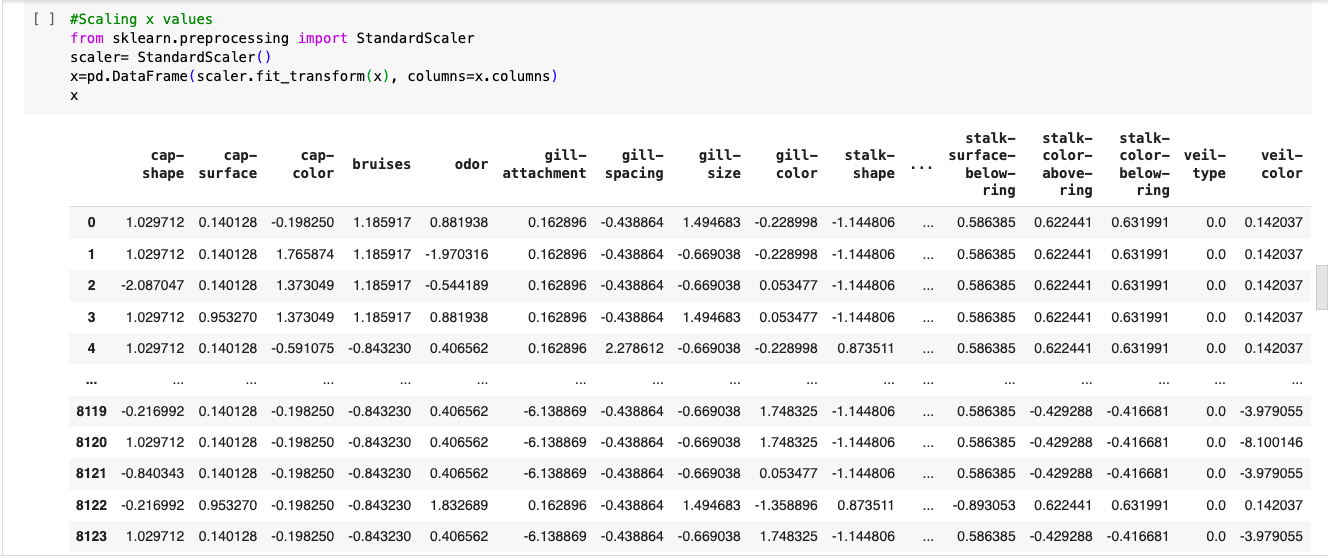 [ ] #Scaling x values
from sklearn.preprocessing import StandardScaler
scaler= StandardScaler()
x=pd.DataFrame(scaler.fit_transform(x), columns=x.columns)
x
cap-shape cap-surface cap-color bruises odor gill-attachment gill-spacing gill-size gill-color stalk-shape ... stalk-surface-below-ring stalk-color-above-ring stalk-color-below-ring veil-type veil-color
0 1.029712 0.140128 -0.198250 1.185917 0.881938 0.162896 -0.438864 1.494683 -0.228998 -1.144806 ... 0.586385 0.622441 0.631991 0.0 0.142037
1 1.029712 0.140128 1.765874 1.185917 -1.970316 0.162896 -0.438864 -0.669038 -0.228998 -1.144806 ... 0.586385 0.622441 0.631991 0.0 0.142037
2 -2.087047 0.140128 1.373049 1.185917 -0.544189 0.162896 -0.438864 -0.669038 0.053477 -1.144806 ... 0.586385 0.622441 0.631991 0.0 0.142037
3 1.029712 0.953270 1.373049 1.185917 0.881938 0.162896 -0.438864 1.494683 0.053477 -1.144806 ... 0.586385 0.622441 0.631991 0.0 0.142037
4 1.029712 0.140128 -0.591075 -0.843230 0.406562 0.162896 2.278612 -0.669038 -0.228998 0.873511 ... 0.586385 0.622441 0.631991 0.0 0.142037
... ... ... ... ... ... ... ... ... ... ... ... ... ... ... ... ...
8119 -0.216992 0.140128 -0.198250 -0.843230 0.406562 -6.138869 -0.438864 -0.669038 1.748325 -1.144806 ... 0.586385 -0.429288 -0.416681 0.0 -3.979055
8120 1.029712 0.140128 -0.198250 -0.843230 0.406562 -6.138869 -0.438864 -0.669038 1.748325 -1.144806 ... 0.586385 -0.429288 -0.416681 0.0 -8.100146
8121 -0.840343 0.140128 -0.198250 -0.843230 0.406562 -6.138869 -0.438864 -0.669038 0.053477 -1.144806 ... 0.586385 -0.429288 -0.416681 0.0 -3.979055
8122 -0.216992 0.953270 -0.198250 -0.843230 1.832689 0.162896 -0.438864 1.494683 -1.358896 0.873511 ... -0.893053 0.622441 0.631991 0.0 0.142037
8123 1.029712 0.140128 -0.198250 -0.843230 0.406562 -6.138869 -0.438864 -0.669038 1.748325 -1.144806 ... 0.586385 -0.429288 -0.416681 0.0 -3.979055